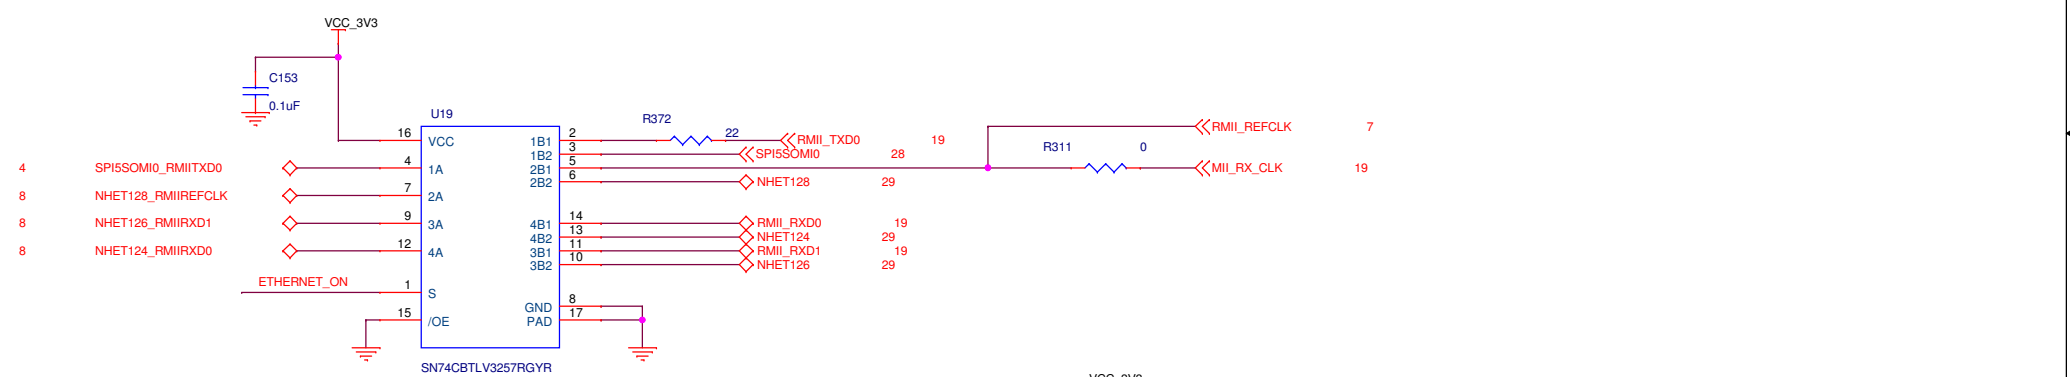 VCC_3V3
C153
0.1uF
U19
R372
22
16 VCC 1B1 2 RMII_TXD0 19
RMII_REFCLK 7
R311 0
1B2 3 SPI5SOMI0 28
4 SPI5SOMI0_RMIITXD0 4 1A 2B1 5 MII_RX_CLK 19
2B2 6 NHET128 29
8 NHET128_RMIIREFCLK 7 2A
8 NHET126_RMIIRXD1 9 3A 4B1 14 RMII_RXD0 19
4B2 13 NHET124 29
8 NHET124_RMIIRXD0 12 4A 3B1 11 RMII_RXD1 19
3B2 10 NHET126 29
ETHERNET_ON 1 S
GND 8
15 /OE PAD 17
SN74CBTLV3257RGYR